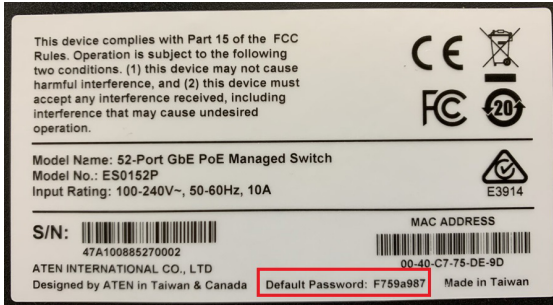 This device complies with Part 15 of the FCC
Rules. Operation is subject to the following
two conditions. (1) this device may not cause
harmful interference, and (2) this device must
accept any interference received, including
interference that may cause undesired
operation.
CE
FC
20
Model Name: 52-Port GbE PoE Managed Switch
Model No.: ES0152P
Input Rating: 100-240V~, 50-60Hz, 10A
E3914
S/N:
47A100885270002
MAC ADDRESS
00-40-C7-75-DE-9D
ATEN INTERNATIONAL CO., LTD
Designed by ATEN in Taiwan & Canada
Default Password: F759a987
Made in Taiwan